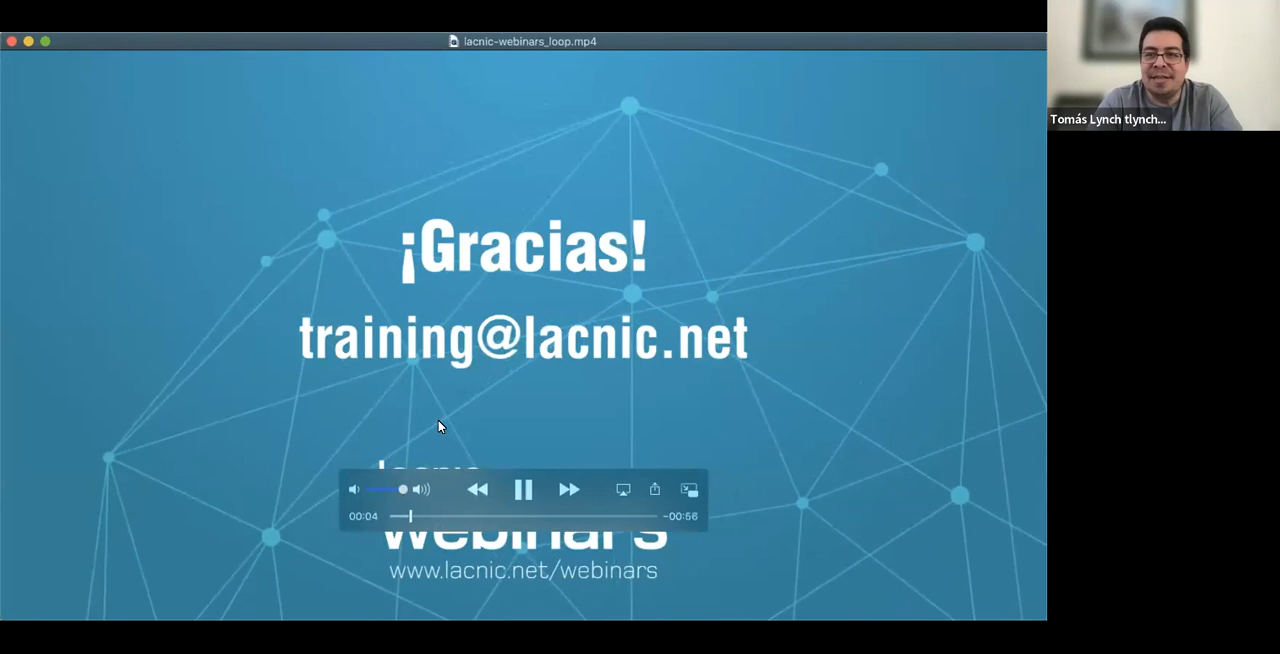 lacnic-webinars_loop.mp4
Tomás Lynch tlynch...
¡Gracias!
training@lacnic.net
lacnic
00:04
-00:56
webinars
www.lacnic.net/webinars